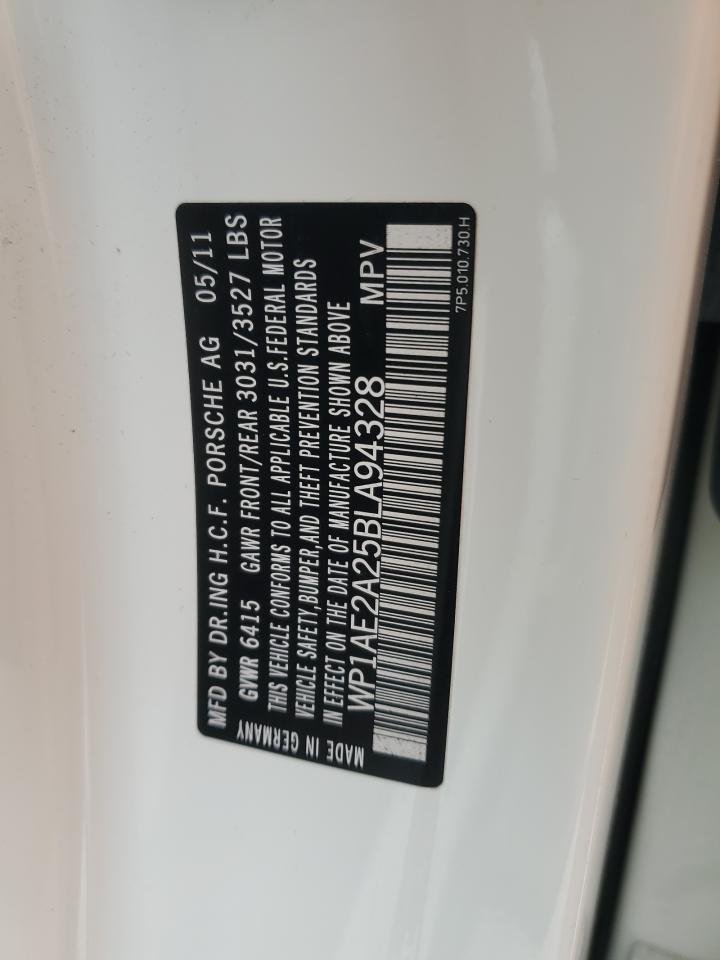 MFD BY DR.ING H.C.F. PORSCHE AG 05/11
GVWR 6415 GAWR FRONT/REAR 3031/3527 LBS
THIS VEHICLE CONFORMS TO ALL APPLICABLE U.S.FEDERAL MOTOR
VEHICLE SAFETY,BUMPER,AND THEFT PREVENTION STANDARDS
IN EFFECT ON THE DATE OF MANUFACTURE SHOWN ABOVE
WP1AE2A25BLA94328 MPV
MADE IN GERMANY
7P5.010.730.H